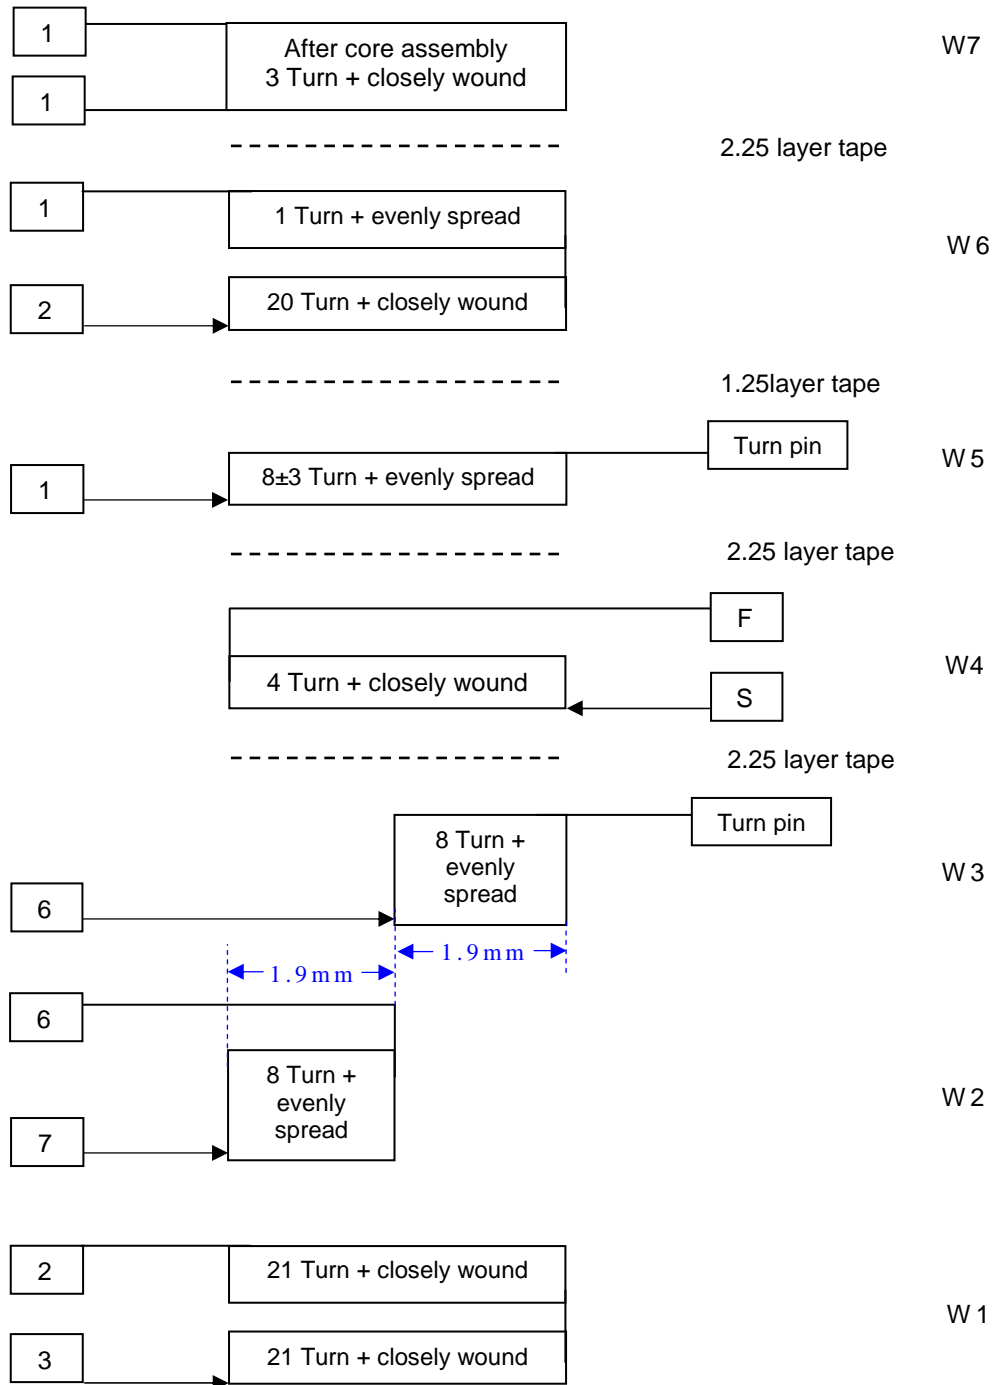 1
After core assembly
3 Turn + closely wound
W7
1
2.25 layer tape
1
1 Turn + evenly spread
W 6
2
20 Turn + closely wound
1.25layer tape
Turn pin
1
8±3 Turn + evenly spread
W 5
2.25 layer tape
F
4 Turn + closely wound
W4
S
2.25 layer tape
Turn pin
8 Turn +
evenly
spread
W 3
6
1.9mm
1.9mm
6
8 Turn +
evenly
spread
W 2
7
2
21 Turn + closely wound
W 1
3
21 Turn + closely wound